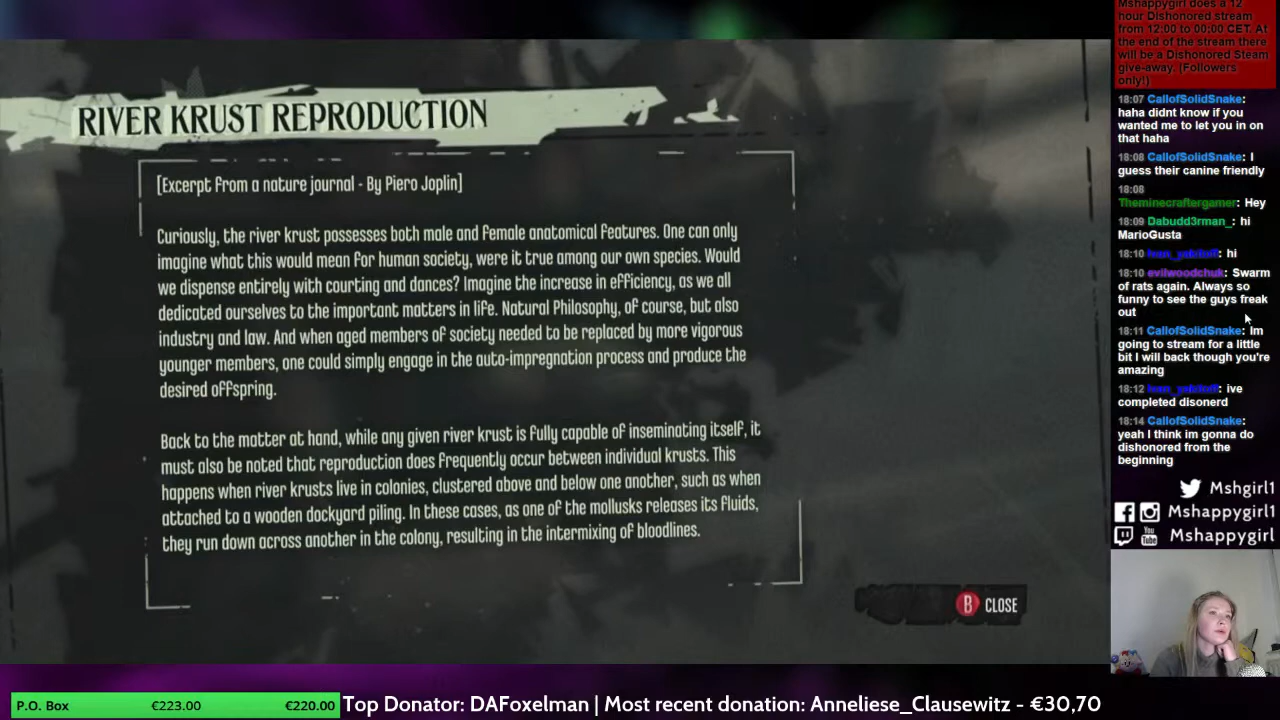 Mshappygirl does a 12
hour Dishonored stream
from 12:00 to 00:00 CET. At
the end of the stream there
will be a Dishonored Steam
give-away. (Followers
only!)
RIVER KRUST REPRODUCTION
[Excerpt from a nature journal - By Piero Joplin]
Curiously, the river krust possesses both male and female anatomical features. One can only
imagine what this would mean for human society, were it true among our own species. Would
we dispense entirely with courting and dances? Imagine the increase in efficiency, as we all
dedicated ourselves to the important matters in life. Natural Philosophy, of course, but also
industry and law. And when aged members of society needed to be replaced by more vigorous
younger members, one could simply engage in the auto-impregnation process and produce the
desired offspring.
Back to the matter at hand, while any given river krust is fully capable of inseminating itself, it
must also be noted that reproduction does frequently occur between individual krusts. This
happens when river krusts live in colonies, clustered above and below one another, such as when
attached to a wooden dockyard piling. In these cases, as one of the mollusks releases its fluids,
they run down across another in the colony, resulting in the intermixing of bloodlines.
B CLOSE
18:07 CallofSolidSnake:
haha didnt know if you
wanted me to let you in on
that haha
18:08 CallofSolidSnake: I
guess their canine friendly
18:08
Theminecraftergamer: Hey
18:09 Dabudd3rman_: hi
MarioGusta
18:10 : hi
18:10 evilwoodchuk: Swarm
of rats again. Always so
funny to see the guys freak
out
18:11 CallofSolidSnake: Im
going to stream for a little
bit I will back though you're
amazing
18:12 : ive
completed disonerd
18:14 CallofSolidSnake:
yeah I think im gonna do
dishonored from the
beginning
Mshgirl1
Mshappygirl1
Mshappygirl
P.O. Box €223.00 €220.00 Top Donator: DAFoxelman | Most recent donation: Anneliese_Clausewitz - €30,70